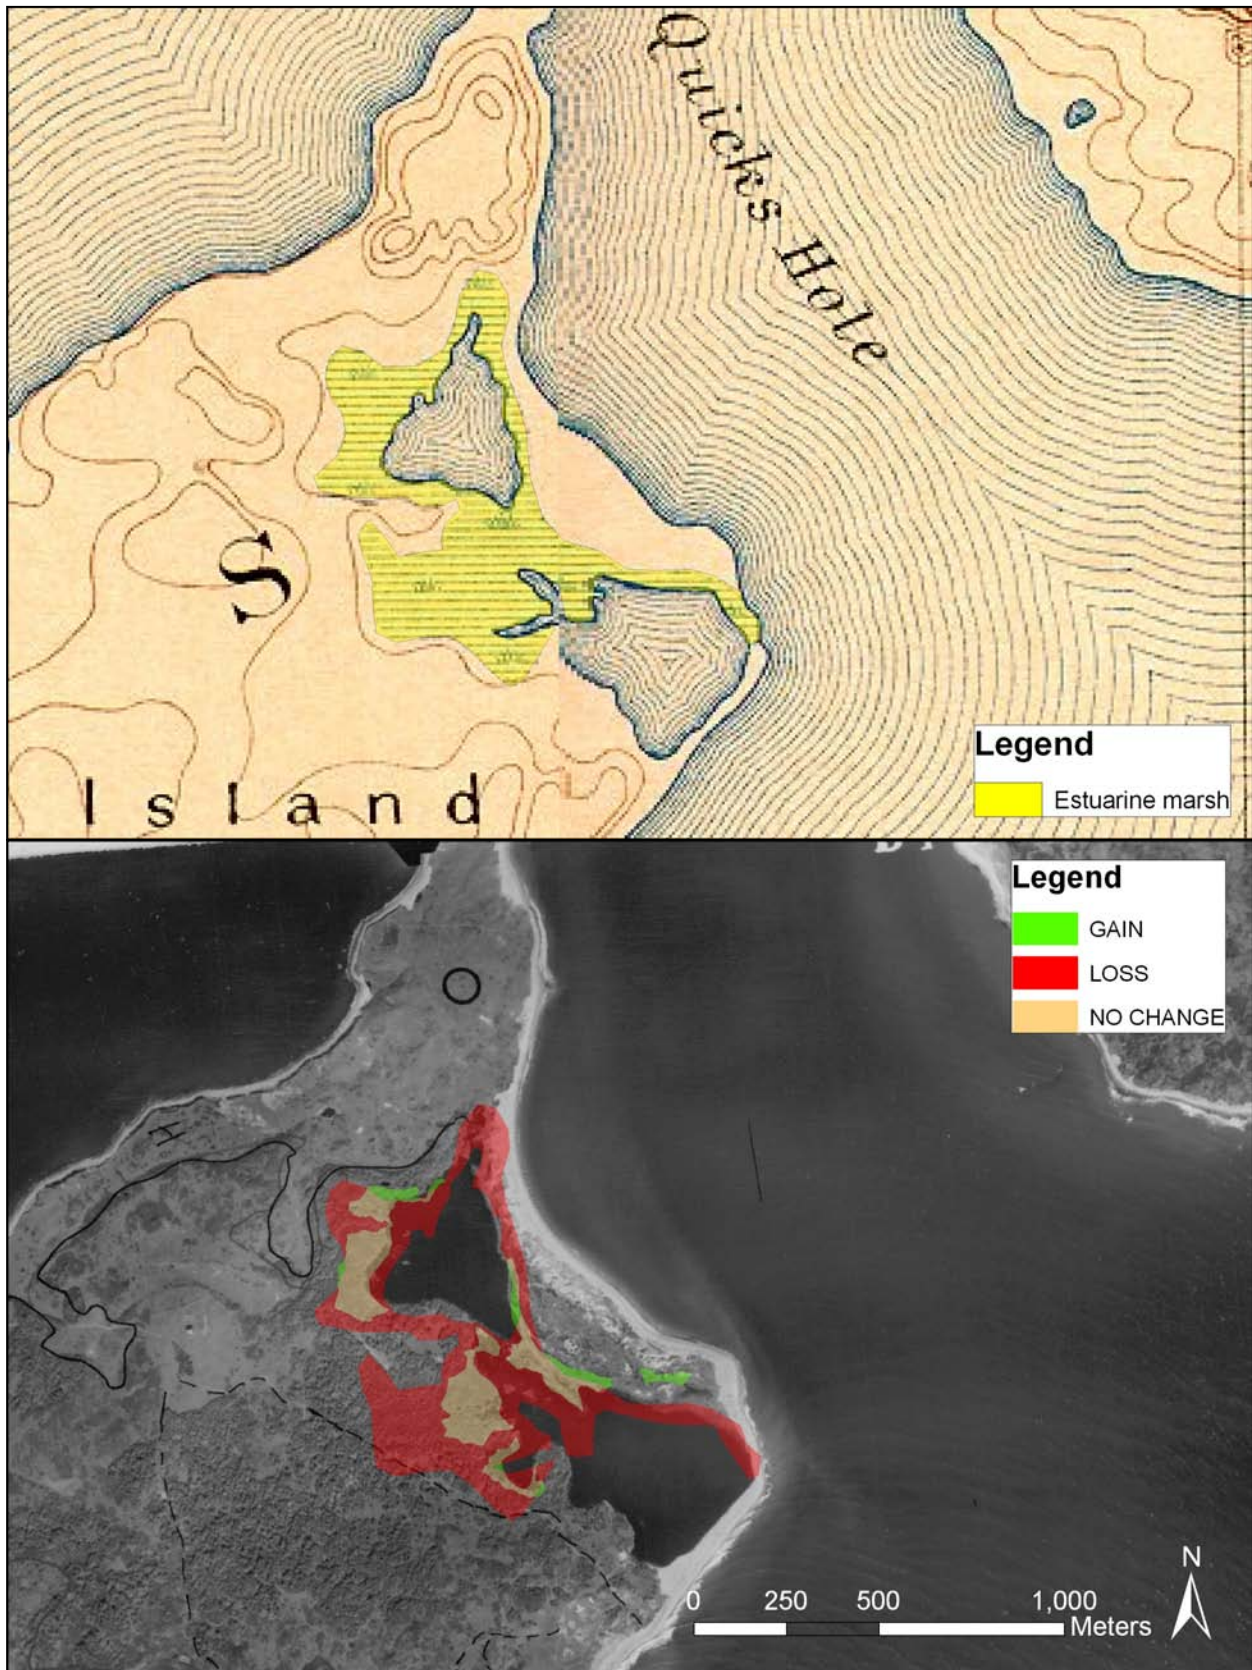 Quicks Hole
S
Island
Legend
Estuarine marsh
Legend
GAIN
LOSS
NO CHANGE
H
N
0 250 500 1,000
Meters